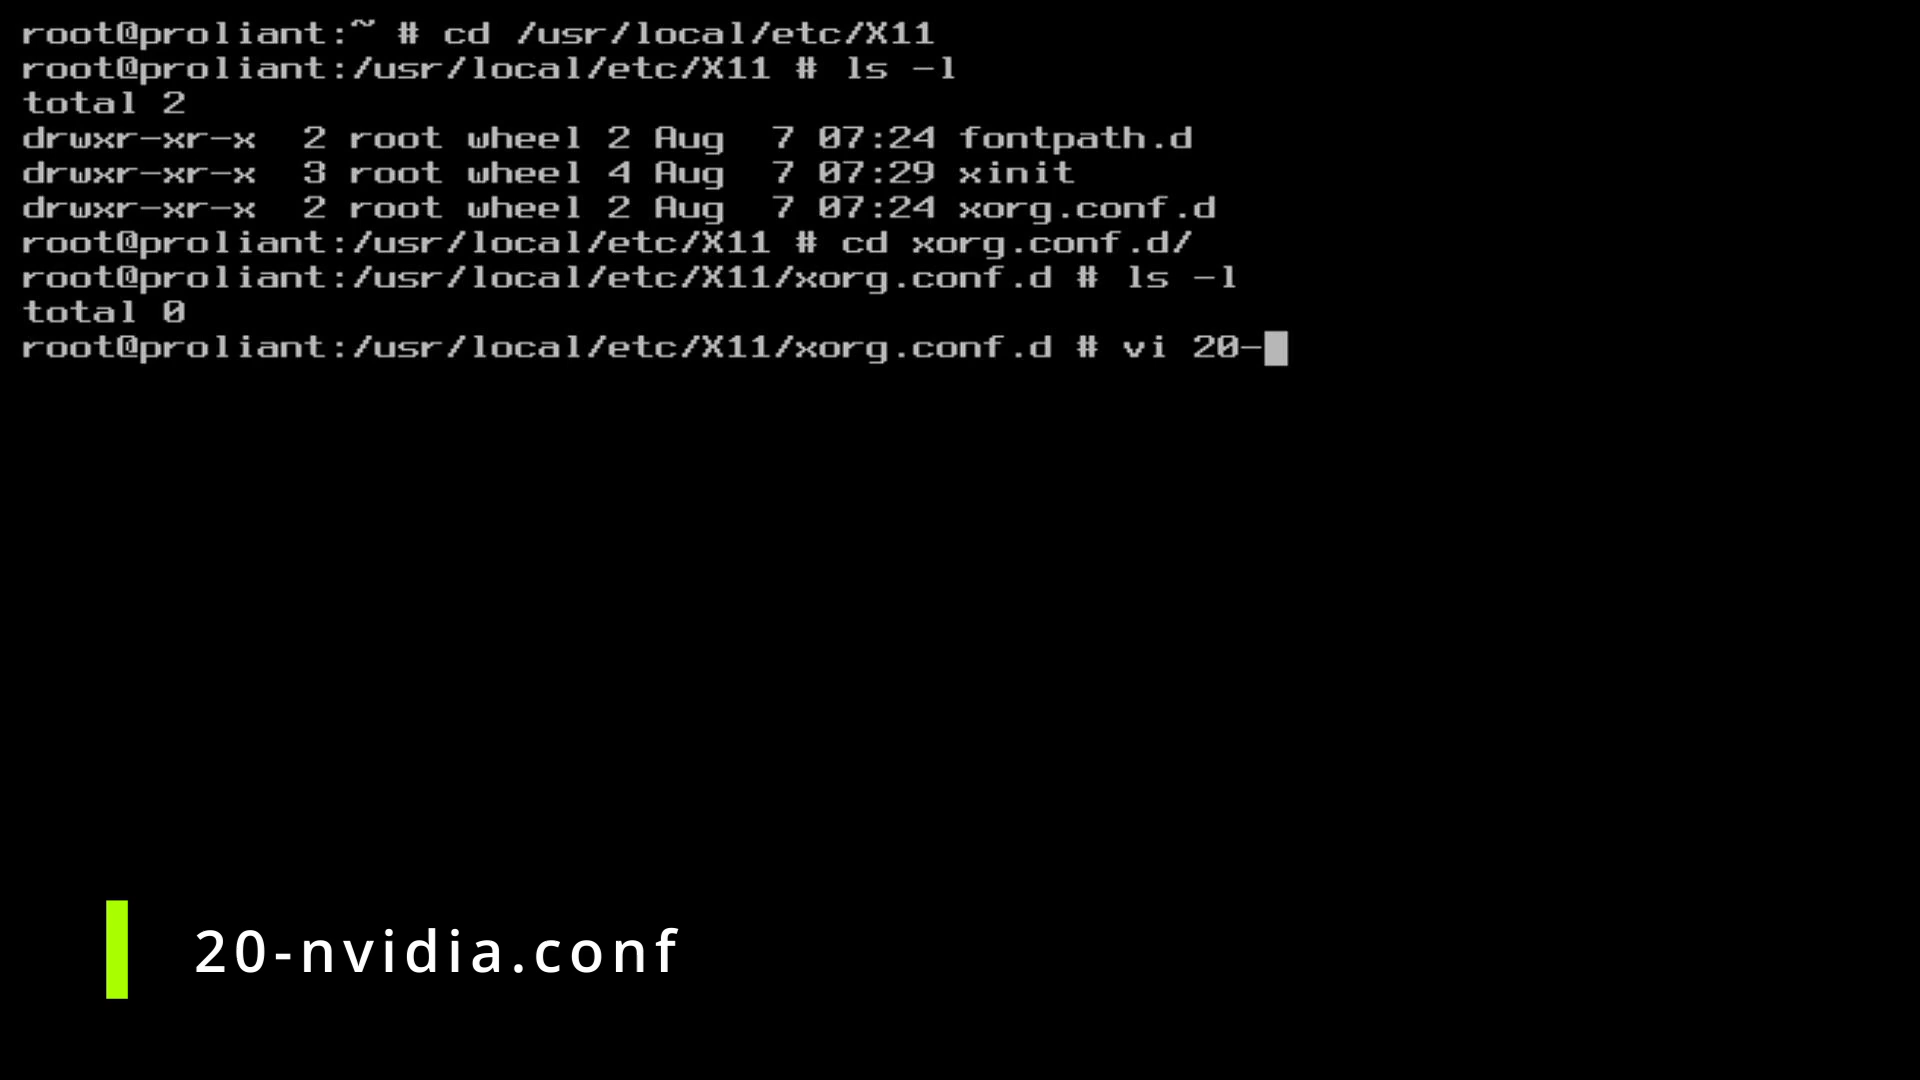 root@proliant:~ # cd /usr/local/etc/X11
root@proliant:/usr/local/etc/X11 # ls -l
total 2
drwxr-xr-x  2 root wheel 2 Aug  7 07:24 fontpath.d
drwxr-xr-x  3 root wheel 4 Aug  7 07:29 xinit
drwxr-xr-x  2 root wheel 2 Aug  7 07:24 xorg.conf.d
root@proliant:/usr/local/etc/X11 # cd xorg.conf.d/
root@proliant:/usr/local/etc/X11/xorg.conf.d # ls -l
total 0
root@proliant:/usr/local/etc/X11/xorg.conf.d # vi 20-
20-nvidia.conf